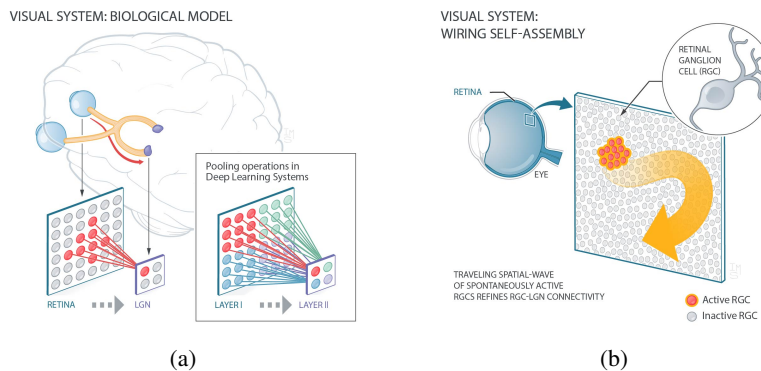 VISUAL SYSTEM: BIOLOGICAL MODEL
Pooling operations in
Deep Learning Systems
RETINA
LGN
LAYER I
LAYER II
(a)
VISUAL SYSTEM:
WIRING SELF-ASSEMBLY
RETINAL
GANGLION
CELL (RGC)
RETINA
EYE
TRAVELING SPATIAL-WAVE
OF SPONTANEOUSLY ACTIVE
RGCS REFINES RGC-LGN CONNECTIVITY
Active RGC
Inactive RGC
(b)